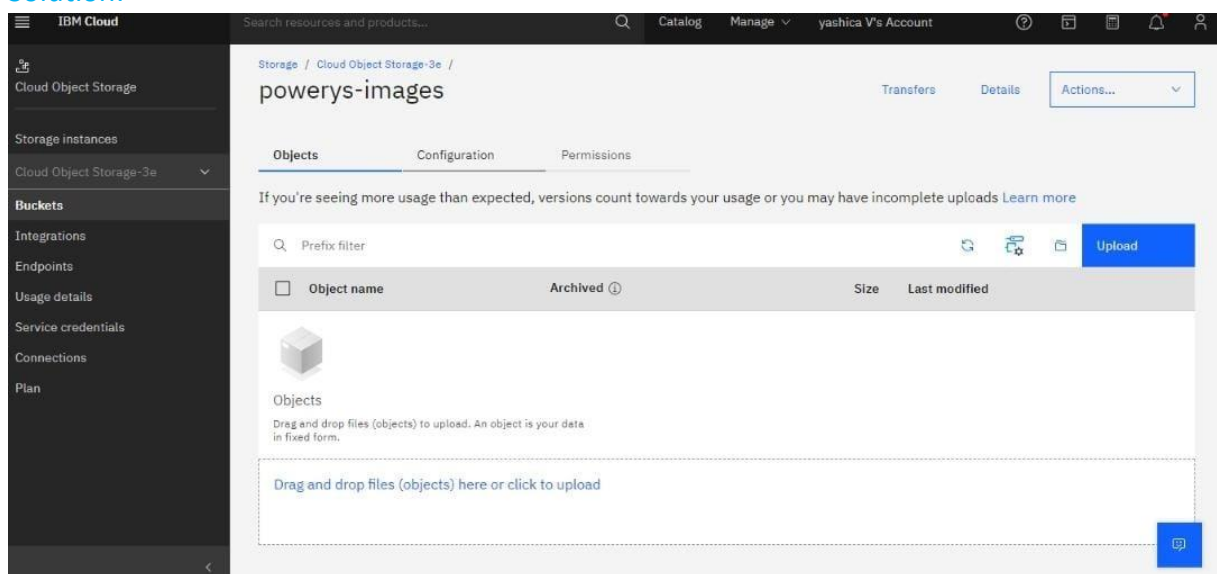 Solution:
IBM Cloud
Search resources and products...
Catalog
Manage
yashica V's Account
Cloud Object Storage
Storage instances
Cloud Object Storage-3e
Buckets
Integrations
Endpoints
Usage details
Service credentials
Connections
Plan
Storage / Cloud Object Storage-3e /
powerys-images
Transfers
Details
Actions...
Objects
Configuration
Permissions
If you're seeing more usage than expected, versions count towards your usage or you may have incomplete uploads Learn more
Prefix filter
Upload
Object name
Archived
Size
Last modified
Objects
Drag and drop files (objects) to upload. An object is your data
in fixed form.
Drag and drop files (objects) here or click to upload